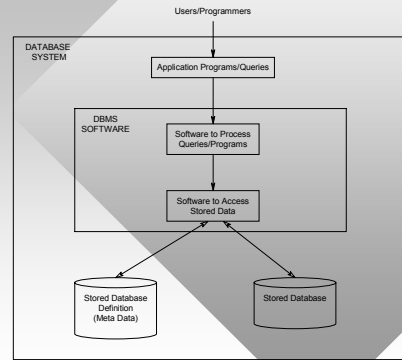 Users/Programmers
DATABASE
SYSTEM
Application Programs/Queries
DBMS
SOFTWARE
Software to Process
Queries/Programs
Software to Access
Stored Data
Stored Database
Definition
(Meta Data)
Stored Database